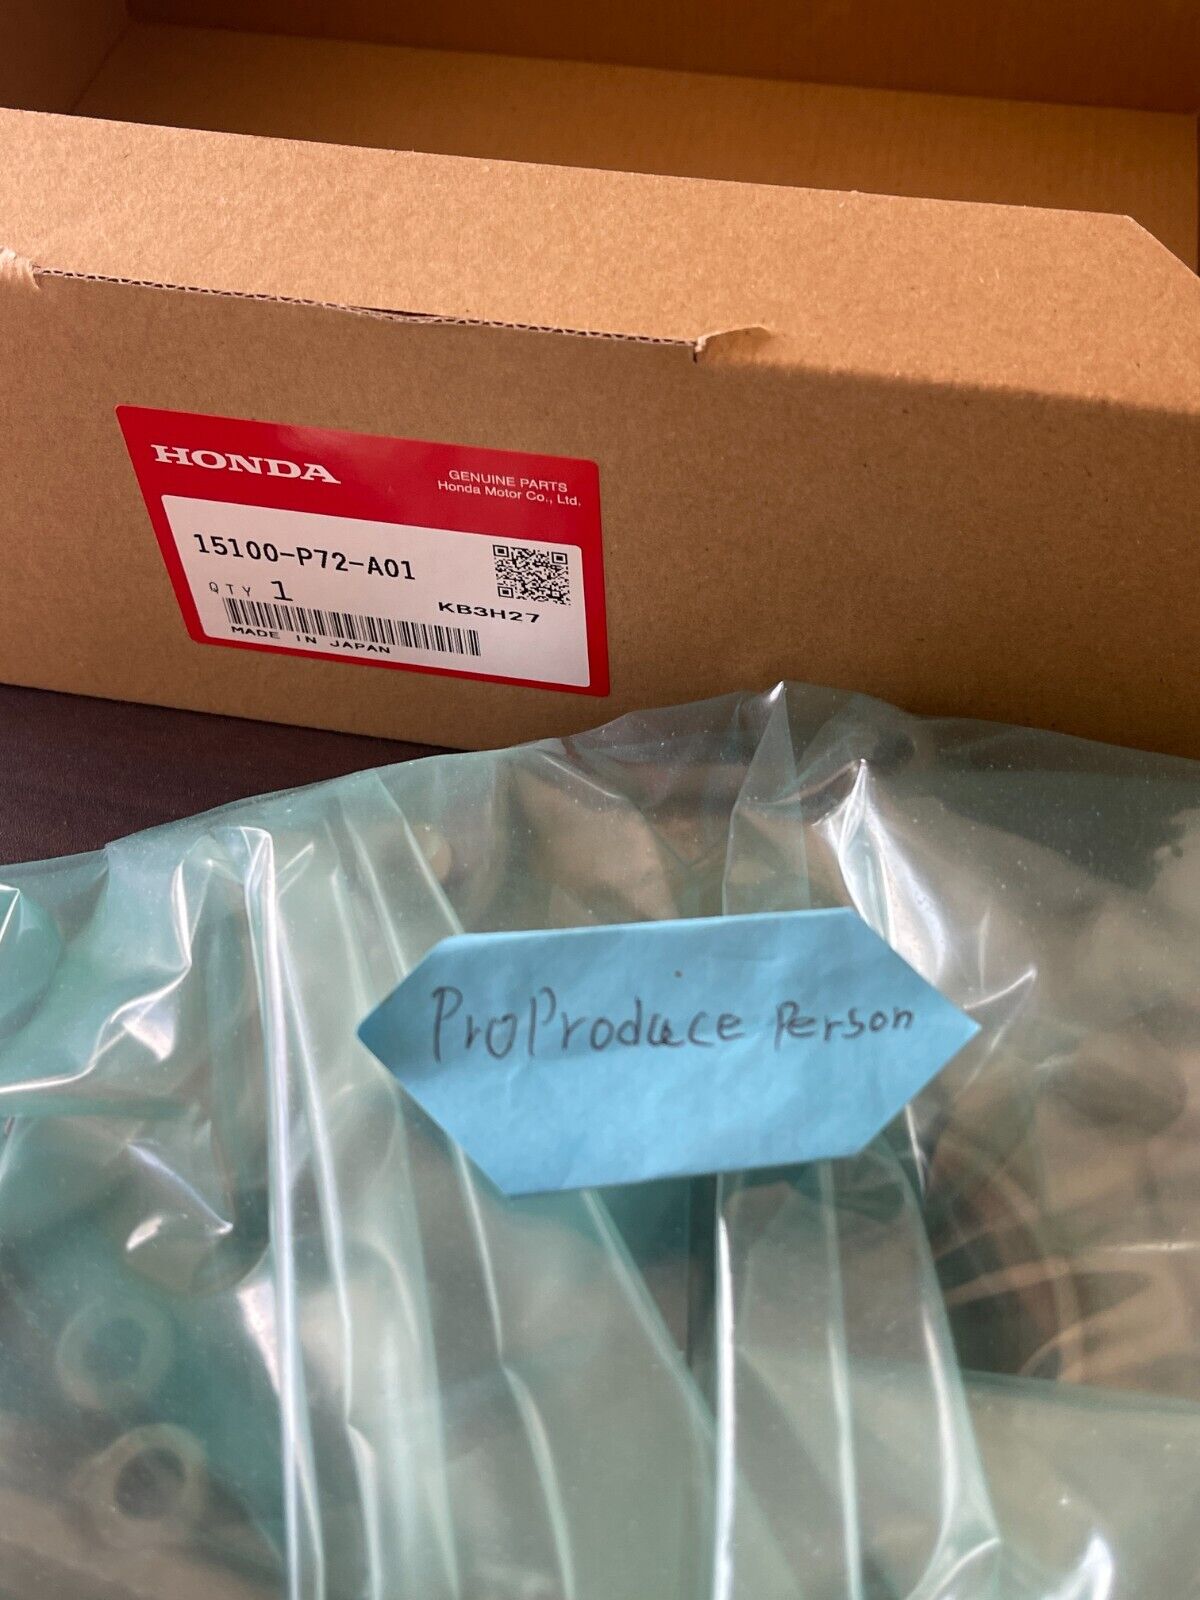 HONDA
GENUINE PARTS
Honda Motor Co., Ltd.
15100-P72-A01
QTY 1
KB3H27
MADE IN JAPAN
ProProduce Person